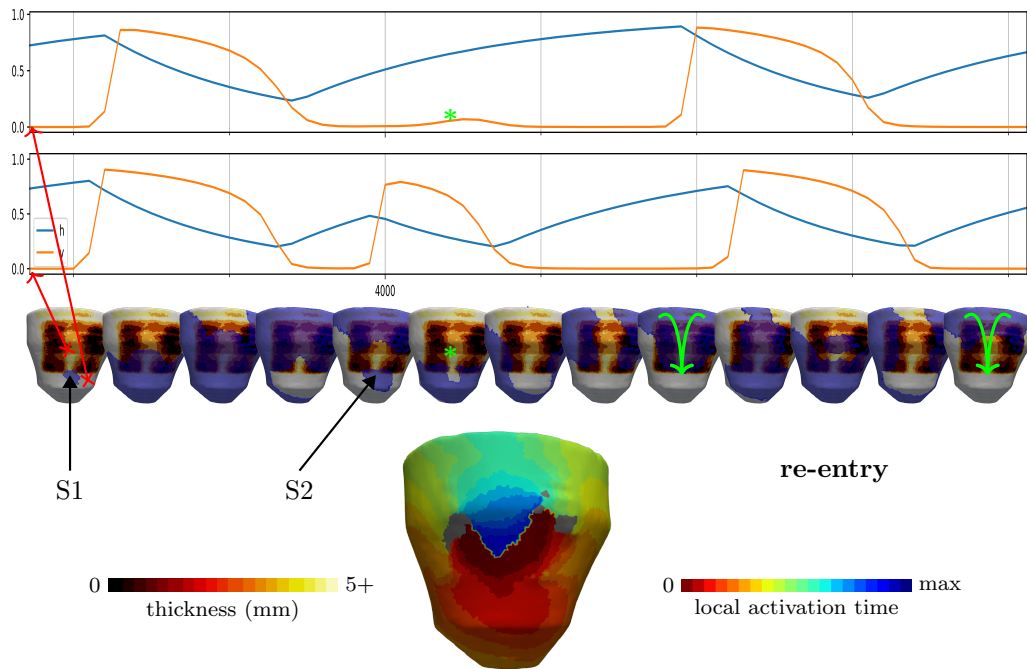 1.0
0.5
0.0
*
1.0
0.5
0.0
h
v
4000
*
S1
S2
re-entry
0
5+
thickness (mm)
0
max
local activation time